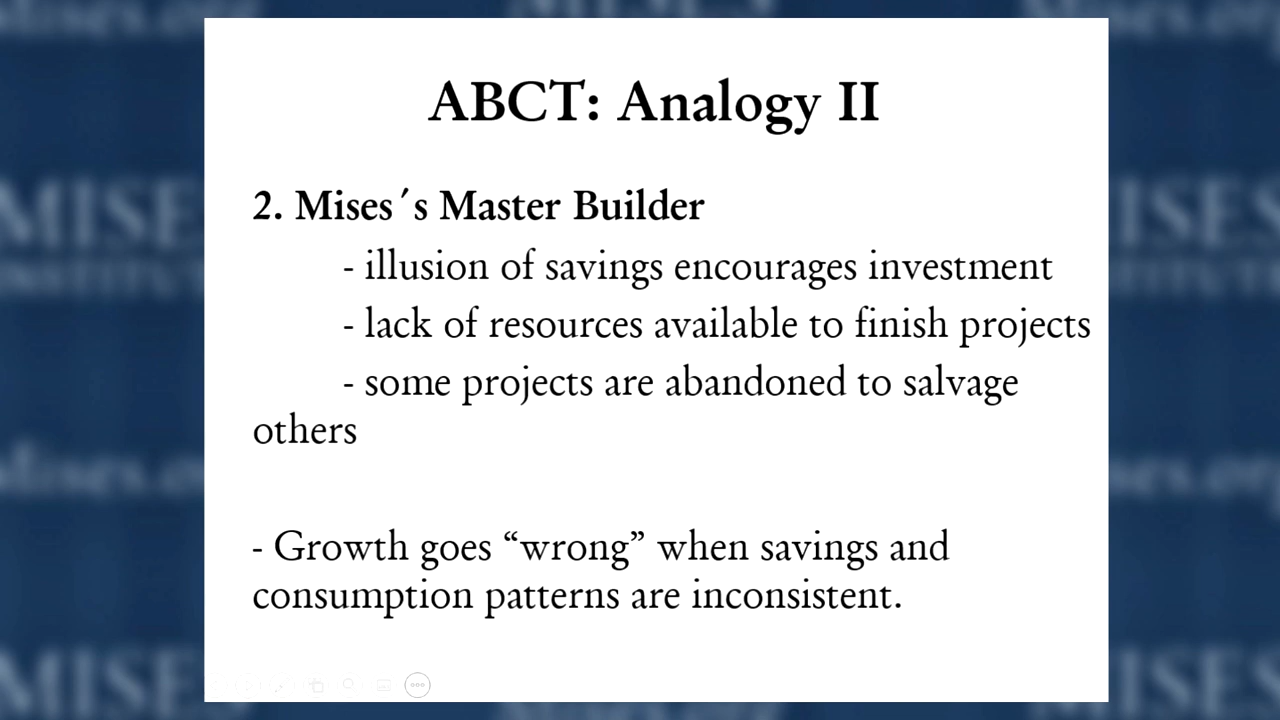 ABCT: Analogy II
2. Mises´s Master Builder
- illusion of savings encourages investment
- lack of resources available to finish projects
- some projects are abandoned to salvage
others
- Growth goes “wrong” when savings and
consumption patterns are inconsistent.